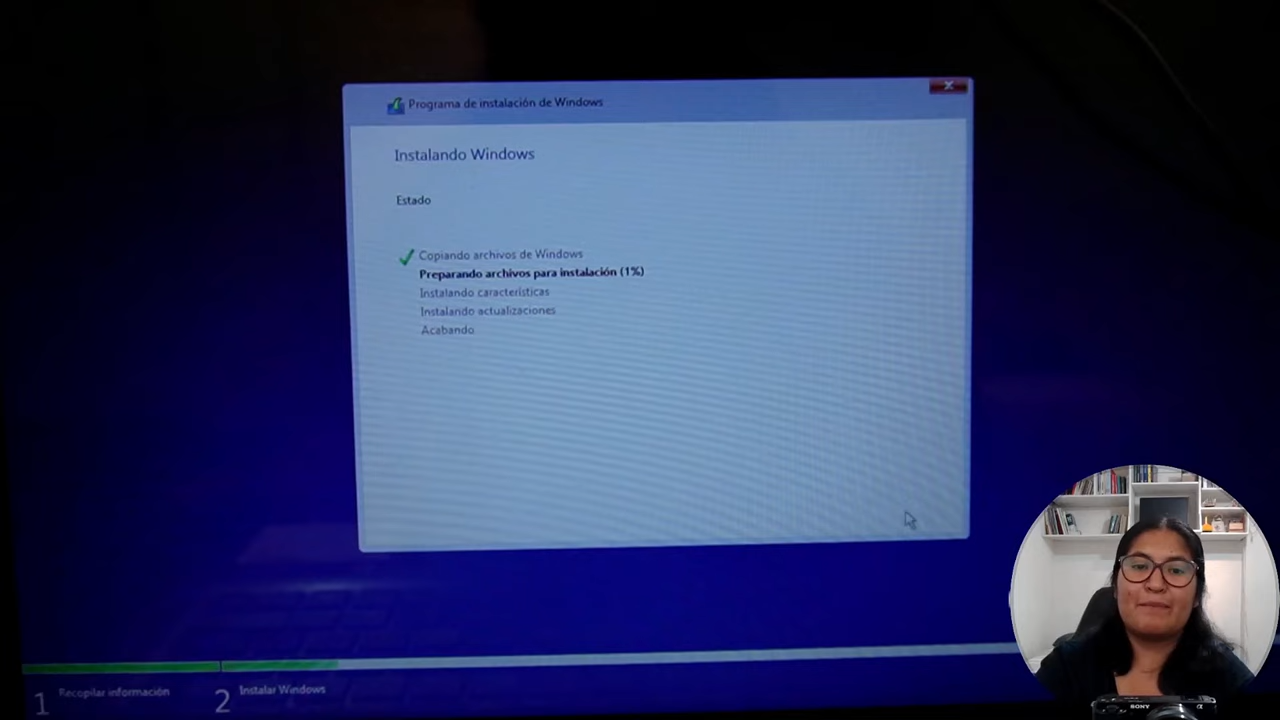 Programa de instalación de Windows
Instalando Windows
Estado
Copiando archivos de Windows
Preparando archivos para instalación (1%)
Instalando características
Instalando actualizaciones
Acabando
1 Recopilar información
2 Instalar Windows
SONY α